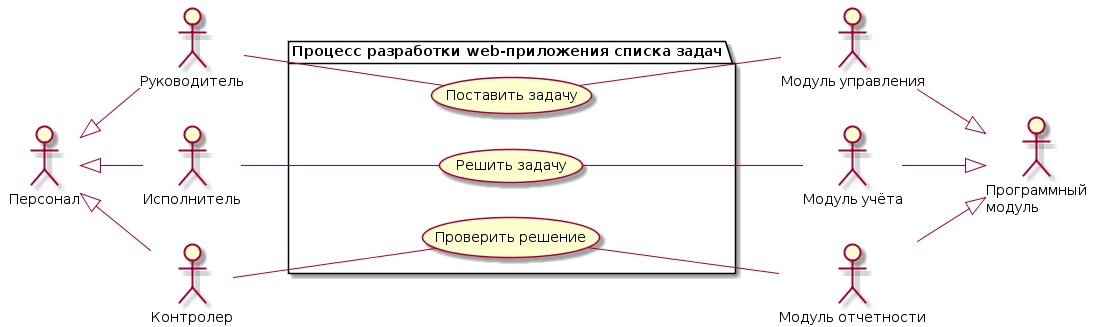 Процесс разработки web-приложения списка задач
Руководитель
Поставить задачу
Модуль управления
Персонал
Исполнитель
Решить задачу
Модуль учёта
Программный
модуль
Проверить решение
Контролер
Модуль отчетности